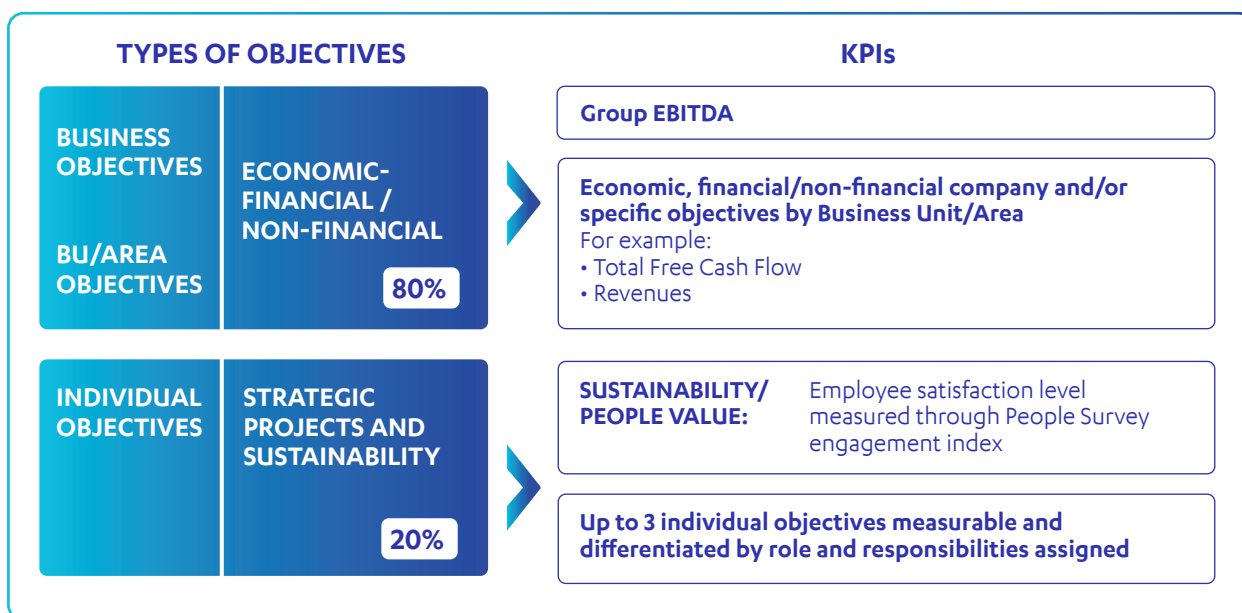 TYPES OF OBJECTIVES
KPIs
BUSINESS
OBJECTIVES
BU/AREA
OBJECTIVES
ECONOMIC-
FINANCIAL /
NON-FINANCIAL
80%
Group EBITDA
Economic, financial/non-financial company and/or
specific objectives by Business Unit/Area
For example:
• Total Free Cash Flow
• Revenues
INDIVIDUAL
OBJECTIVES
STRATEGIC
PROJECTS AND
SUSTAINABILITY
20%
SUSTAINABILITY/
PEOPLE VALUE:
Employee satisfaction level
measured through People Survey
engagement index
Up to 3 individual objectives measurable and
differentiated by role and responsibilities assigned